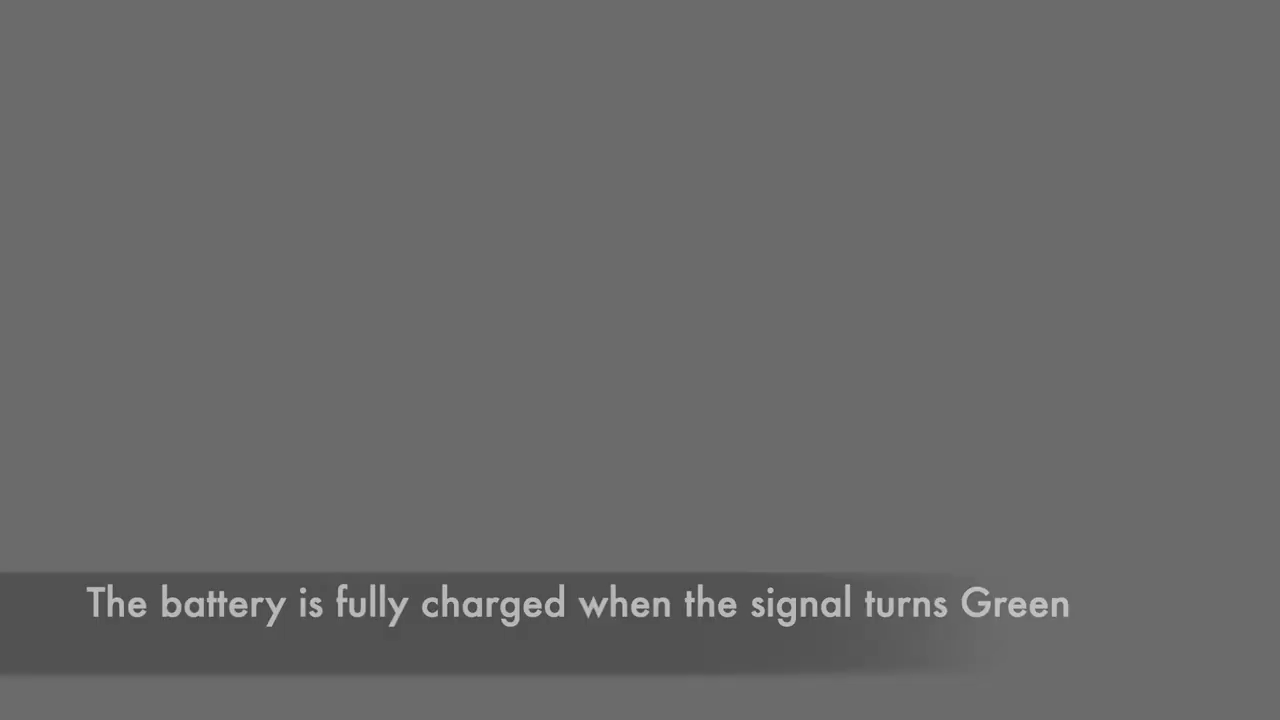 The battery is fully charged when the signal turns Green